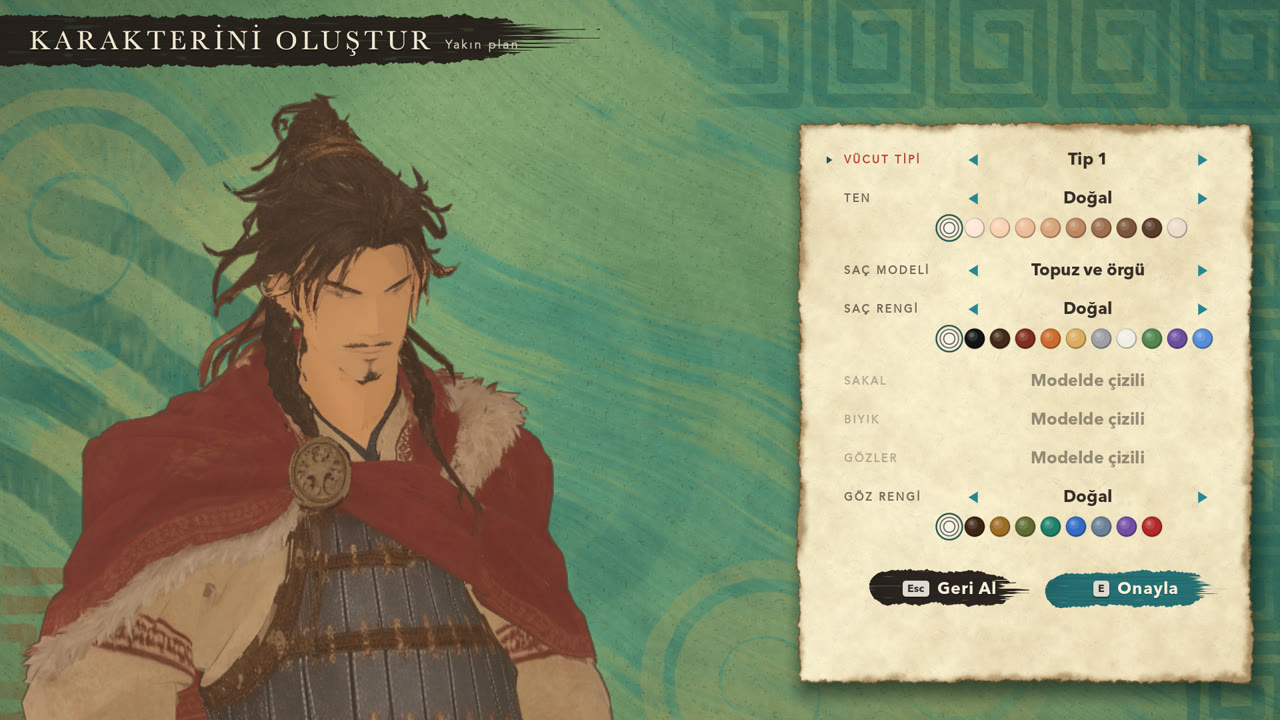 KARAKTERİNİ OLUŞTUR Yakın plan
VÜCUT TİPİ Tip 1
TEN Doğal
SAÇ MODELİ Topuz ve örgü
SAÇ RENGİ Doğal
SAKAL Modelde çizili
BIYIK Modelde çizili
GÖZLER Modelde çizili
GÖZ RENGİ Doğal
Esc Geri Al E Onayla